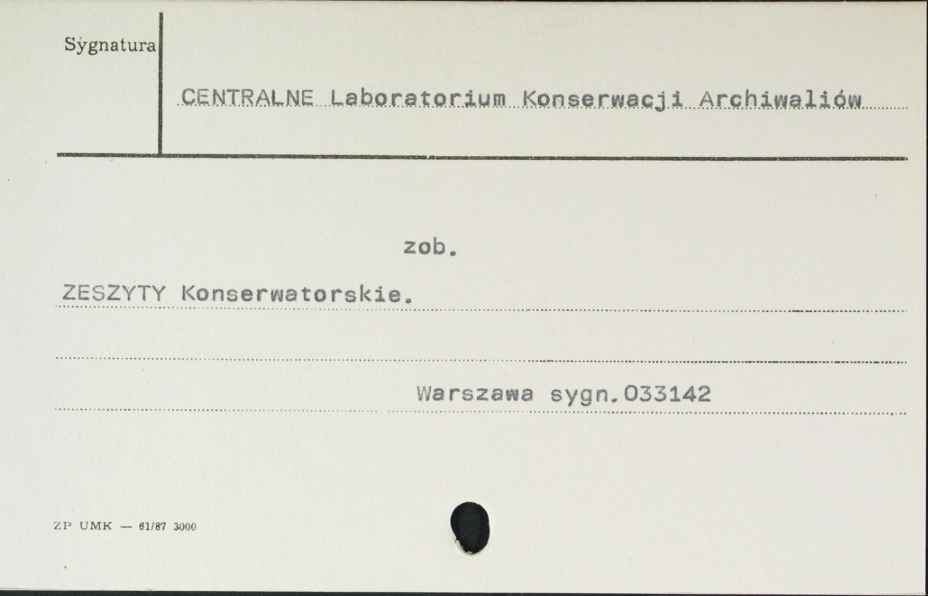 Sygnatura
CENTRALNE Laboratorium Konserwacji Archiwaliów
zob.
ZESZYTY Konserwatorskie.
Warszawa sygn.033142
ZP UMK — 61/87 3000